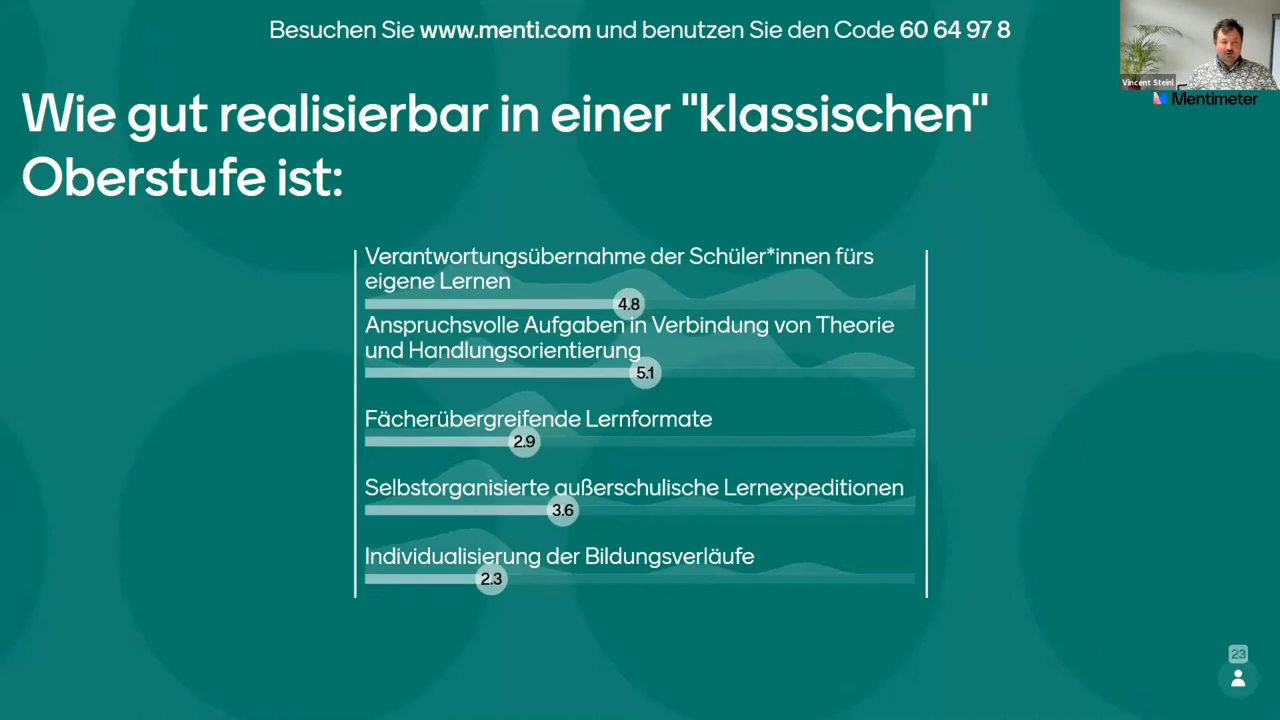 Besuchen Sie www.menti.com und benutzen Sie den Code 60 64 97 8
Vincent Steinl
Mentimeter
Wie gut realisierbar in einer "klassischen"
Oberstufe ist:
Verantwortungsübernahme der Schüler*innen fürs
eigene Lernen
4.8
Anspruchsvolle Aufgaben in Verbindung von Theorie
und Handlungsorientierung
5.1
Fächerübergreifende Lernformate
2.9
Selbstorganisierte außerschulische Lernexpeditionen
3.6
Individualisierung der Bildungsverläufe
2.3
23